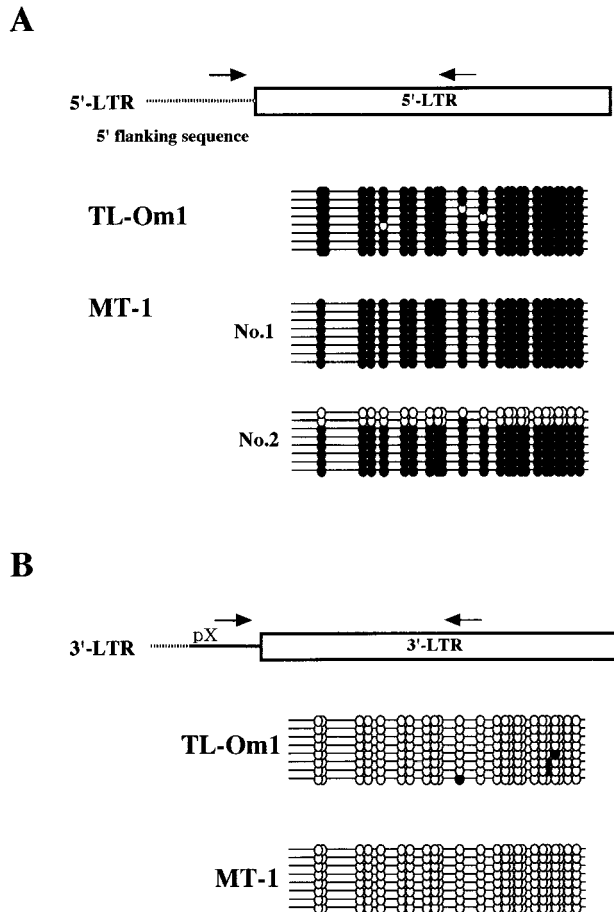 A
5'-LTR
5'-LTR
5' flanking sequence
TL-Om1
MT-1
No.1
No.2
B
pX
3'-LTR
3'-LTR
TL-Om1
MT-1